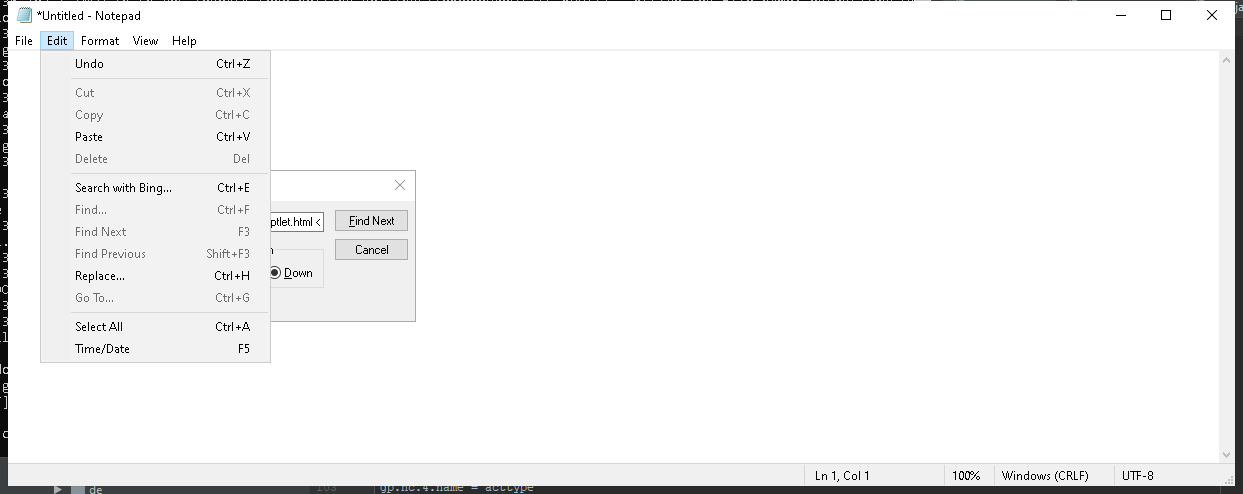 *Untitled - Notepad
File Edit Format View Help
Undo Ctrl+Z
Cut Ctrl+X
Copy Ctrl+C
Paste Ctrl+V
Delete Del
Search with Bing... Ctrl+E
Find... Ctrl+F
Find Next F3
Find Previous Shift+F3
Replace... Ctrl+H
Go To... Ctrl+G
Select All Ctrl+A
Time/Date F5
ptlet.html < Find Next
Cancel
Down
Ln 1, Col 1 100% Windows (CRLF) UTF-8
de gp.nc.4.name = acctype